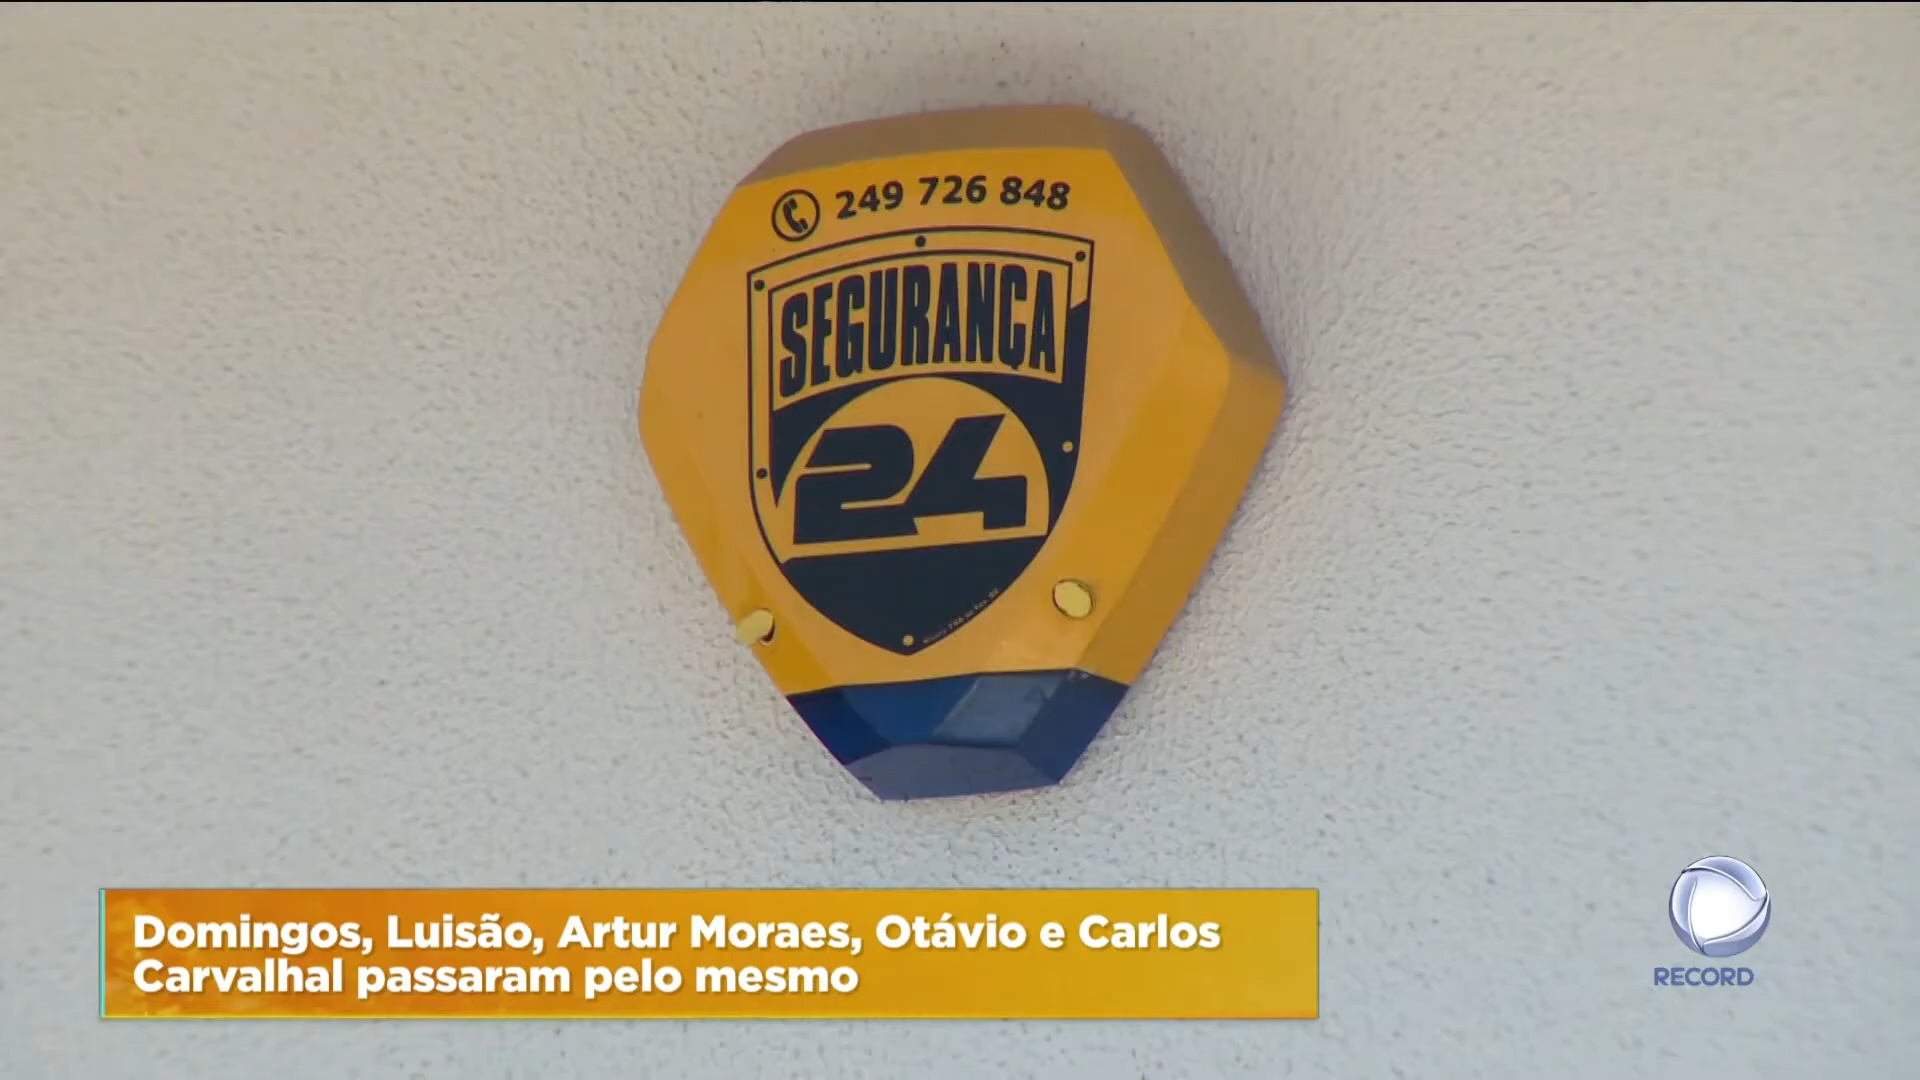 249 726 848
SEGURANÇA
24
Domingos, Luisão, Artur Moraes, Otávio e Carlos
Carvalhal passaram pelo mesmo
RECORD